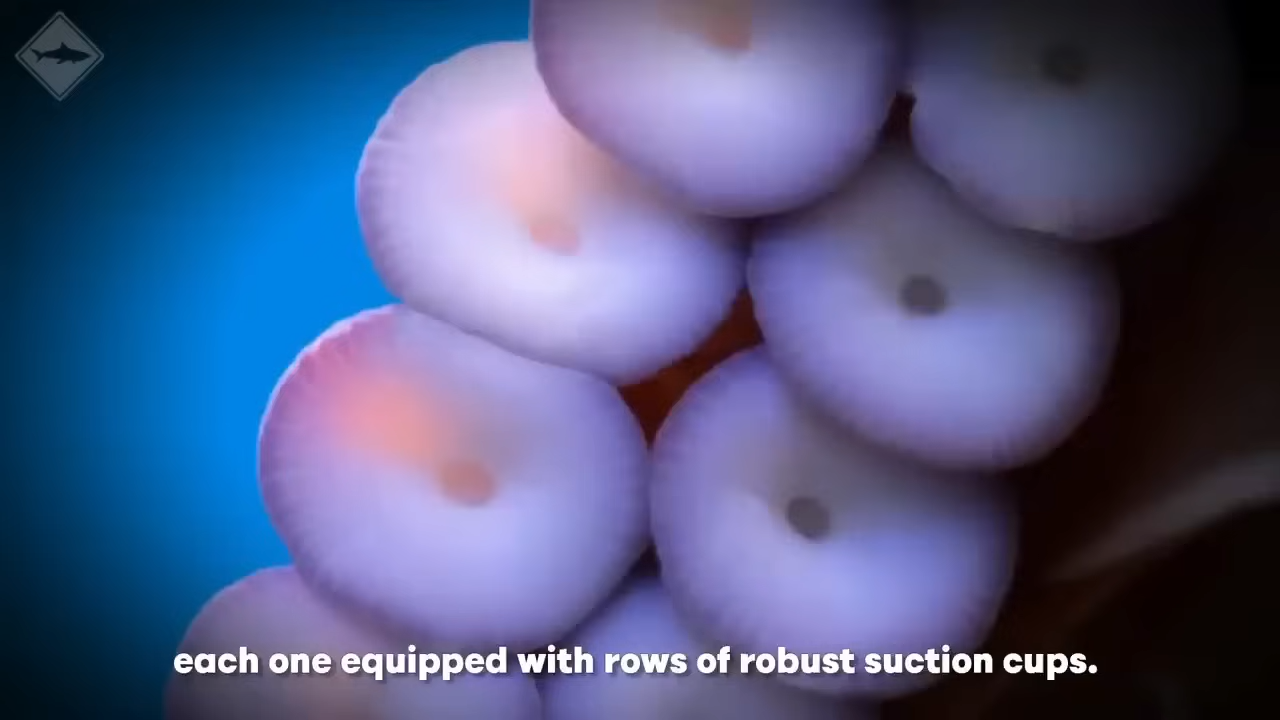 each one equipped with rows of robust suction cups.